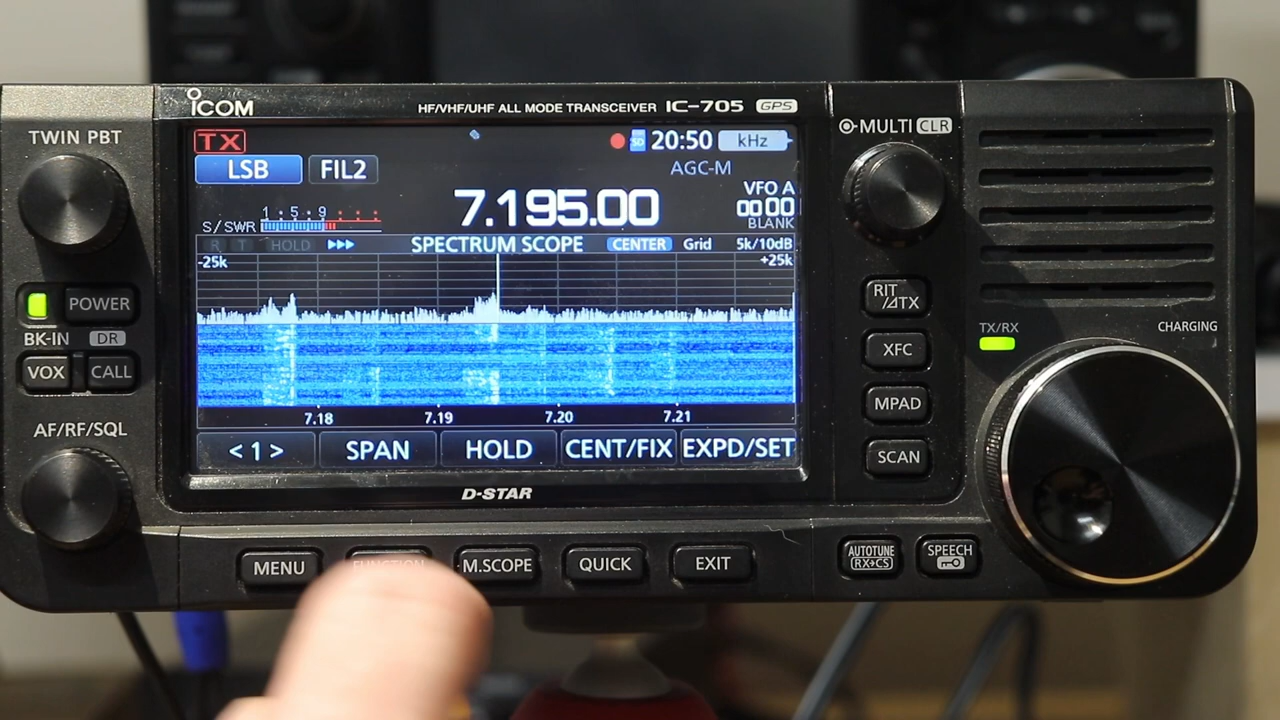 ICOM HF/VHF/UHF ALL MODE TRANSCEIVER IC-705 GPS
TWIN PBT
TX SD 20:50 kHz
LSB FIL2 AGC-M
7.195.00 VFO A
00 00
BLANK
S/SWR 1 : 5 : 9
R T HOLD SPECTRUM SCOPE CENTER Grid 5k/10dB
-25k +25k
7.18 7.19 7.20 7.21
< 1 > SPAN HOLD CENT/FIX EXPD/SET
D-STAR
POWER
BK-IN DR
VOX CALL
AF/RF/SQL
MULTI CLR
RIT/⊿TX
XFC
MPAD
SCAN
TX/RX CHARGING
MENU FUNCTION M.SCOPE QUICK EXIT
AUTOTUNE SPEECH
RX→CS